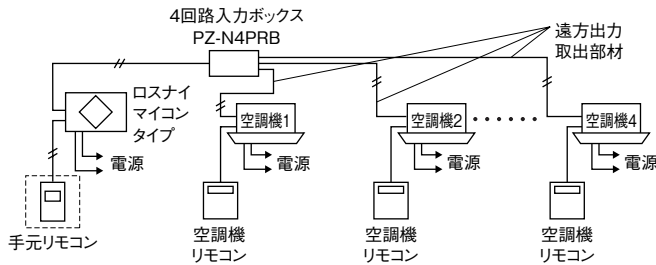 4回路入力ボックス
PZ-N4PRB
遠方出力
取出部材
ロスナイ
マイコン
タイプ
空調機1
空調機2
空調機4
電源
電源
電源
電源
手元リモコン
空調機
リモコン
空調機
リモコン
空調機
リモコン